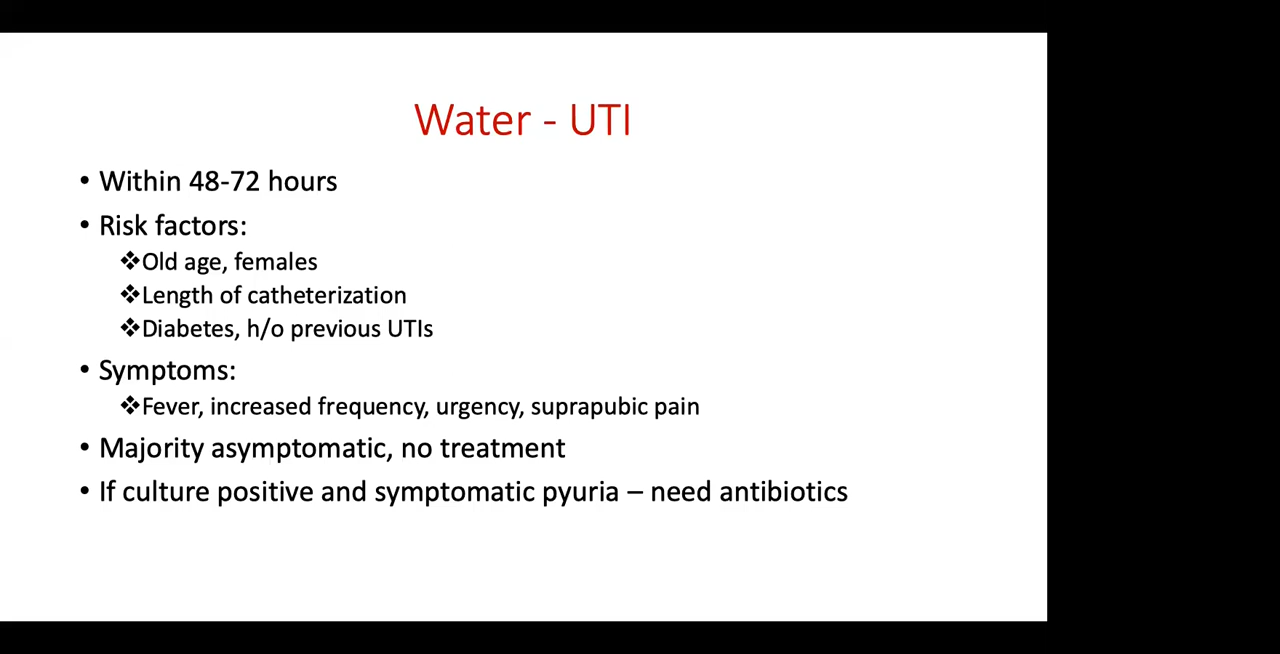 Water - UTI
• Within 48-72 hours
• Risk factors:
❖Old age, females
❖Length of catheterization
❖Diabetes, h/o previous UTIs
• Symptoms:
❖Fever, increased frequency, urgency, suprapubic pain
• Majority asymptomatic, no treatment
• If culture positive and symptomatic pyuria – need antibiotics